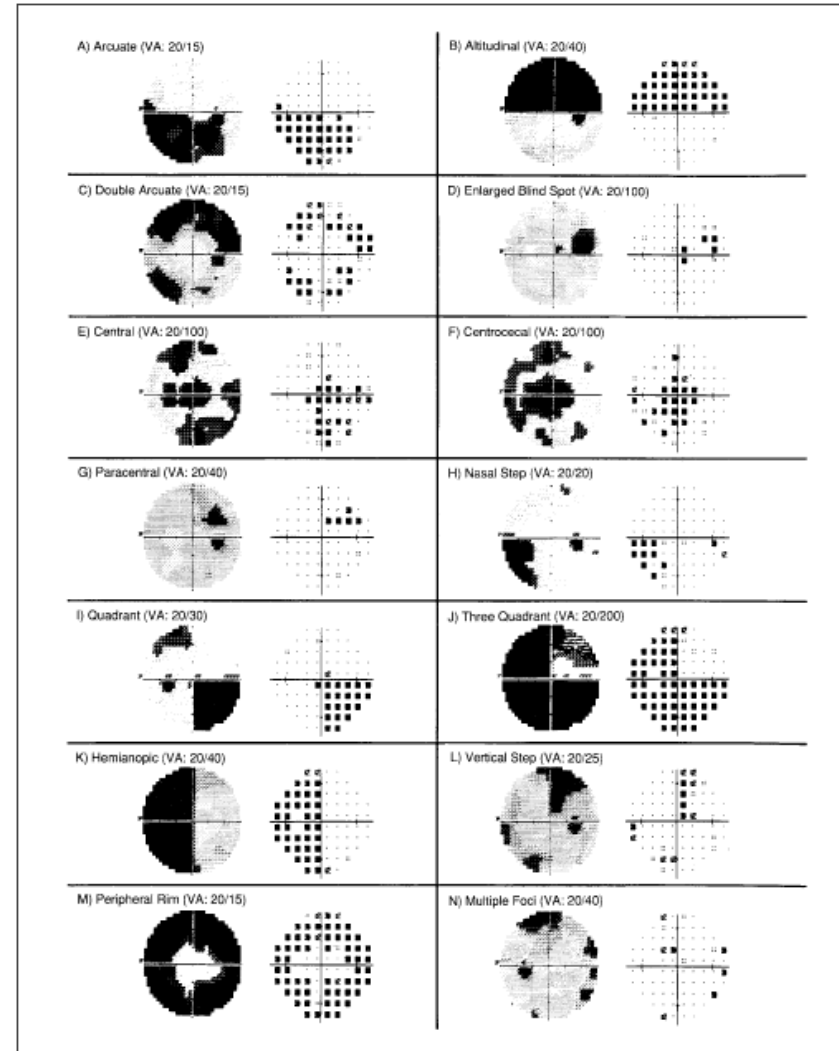 A) Arcuate (VA: 20/15)
B) Altitudinal (VA: 20/40)
C) Double Arcuate (VA: 20/15)
D) Enlarged Blind Spot (VA: 20/100)
E) Central (VA: 20/100)
F) Centrocecal (VA: 20/100)
G) Paracentral (VA: 20/40)
H) Nasal Step (VA: 20/20)
I) Quadrant (VA: 20/30)
J) Three Quadrant (VA: 20/200)
K) Hemianopic (VA: 20/40)
L) Vertical Step (VA: 20/25)
M) Peripheral Rim (VA: 20/15)
N) Multiple Foci (VA: 20/40)